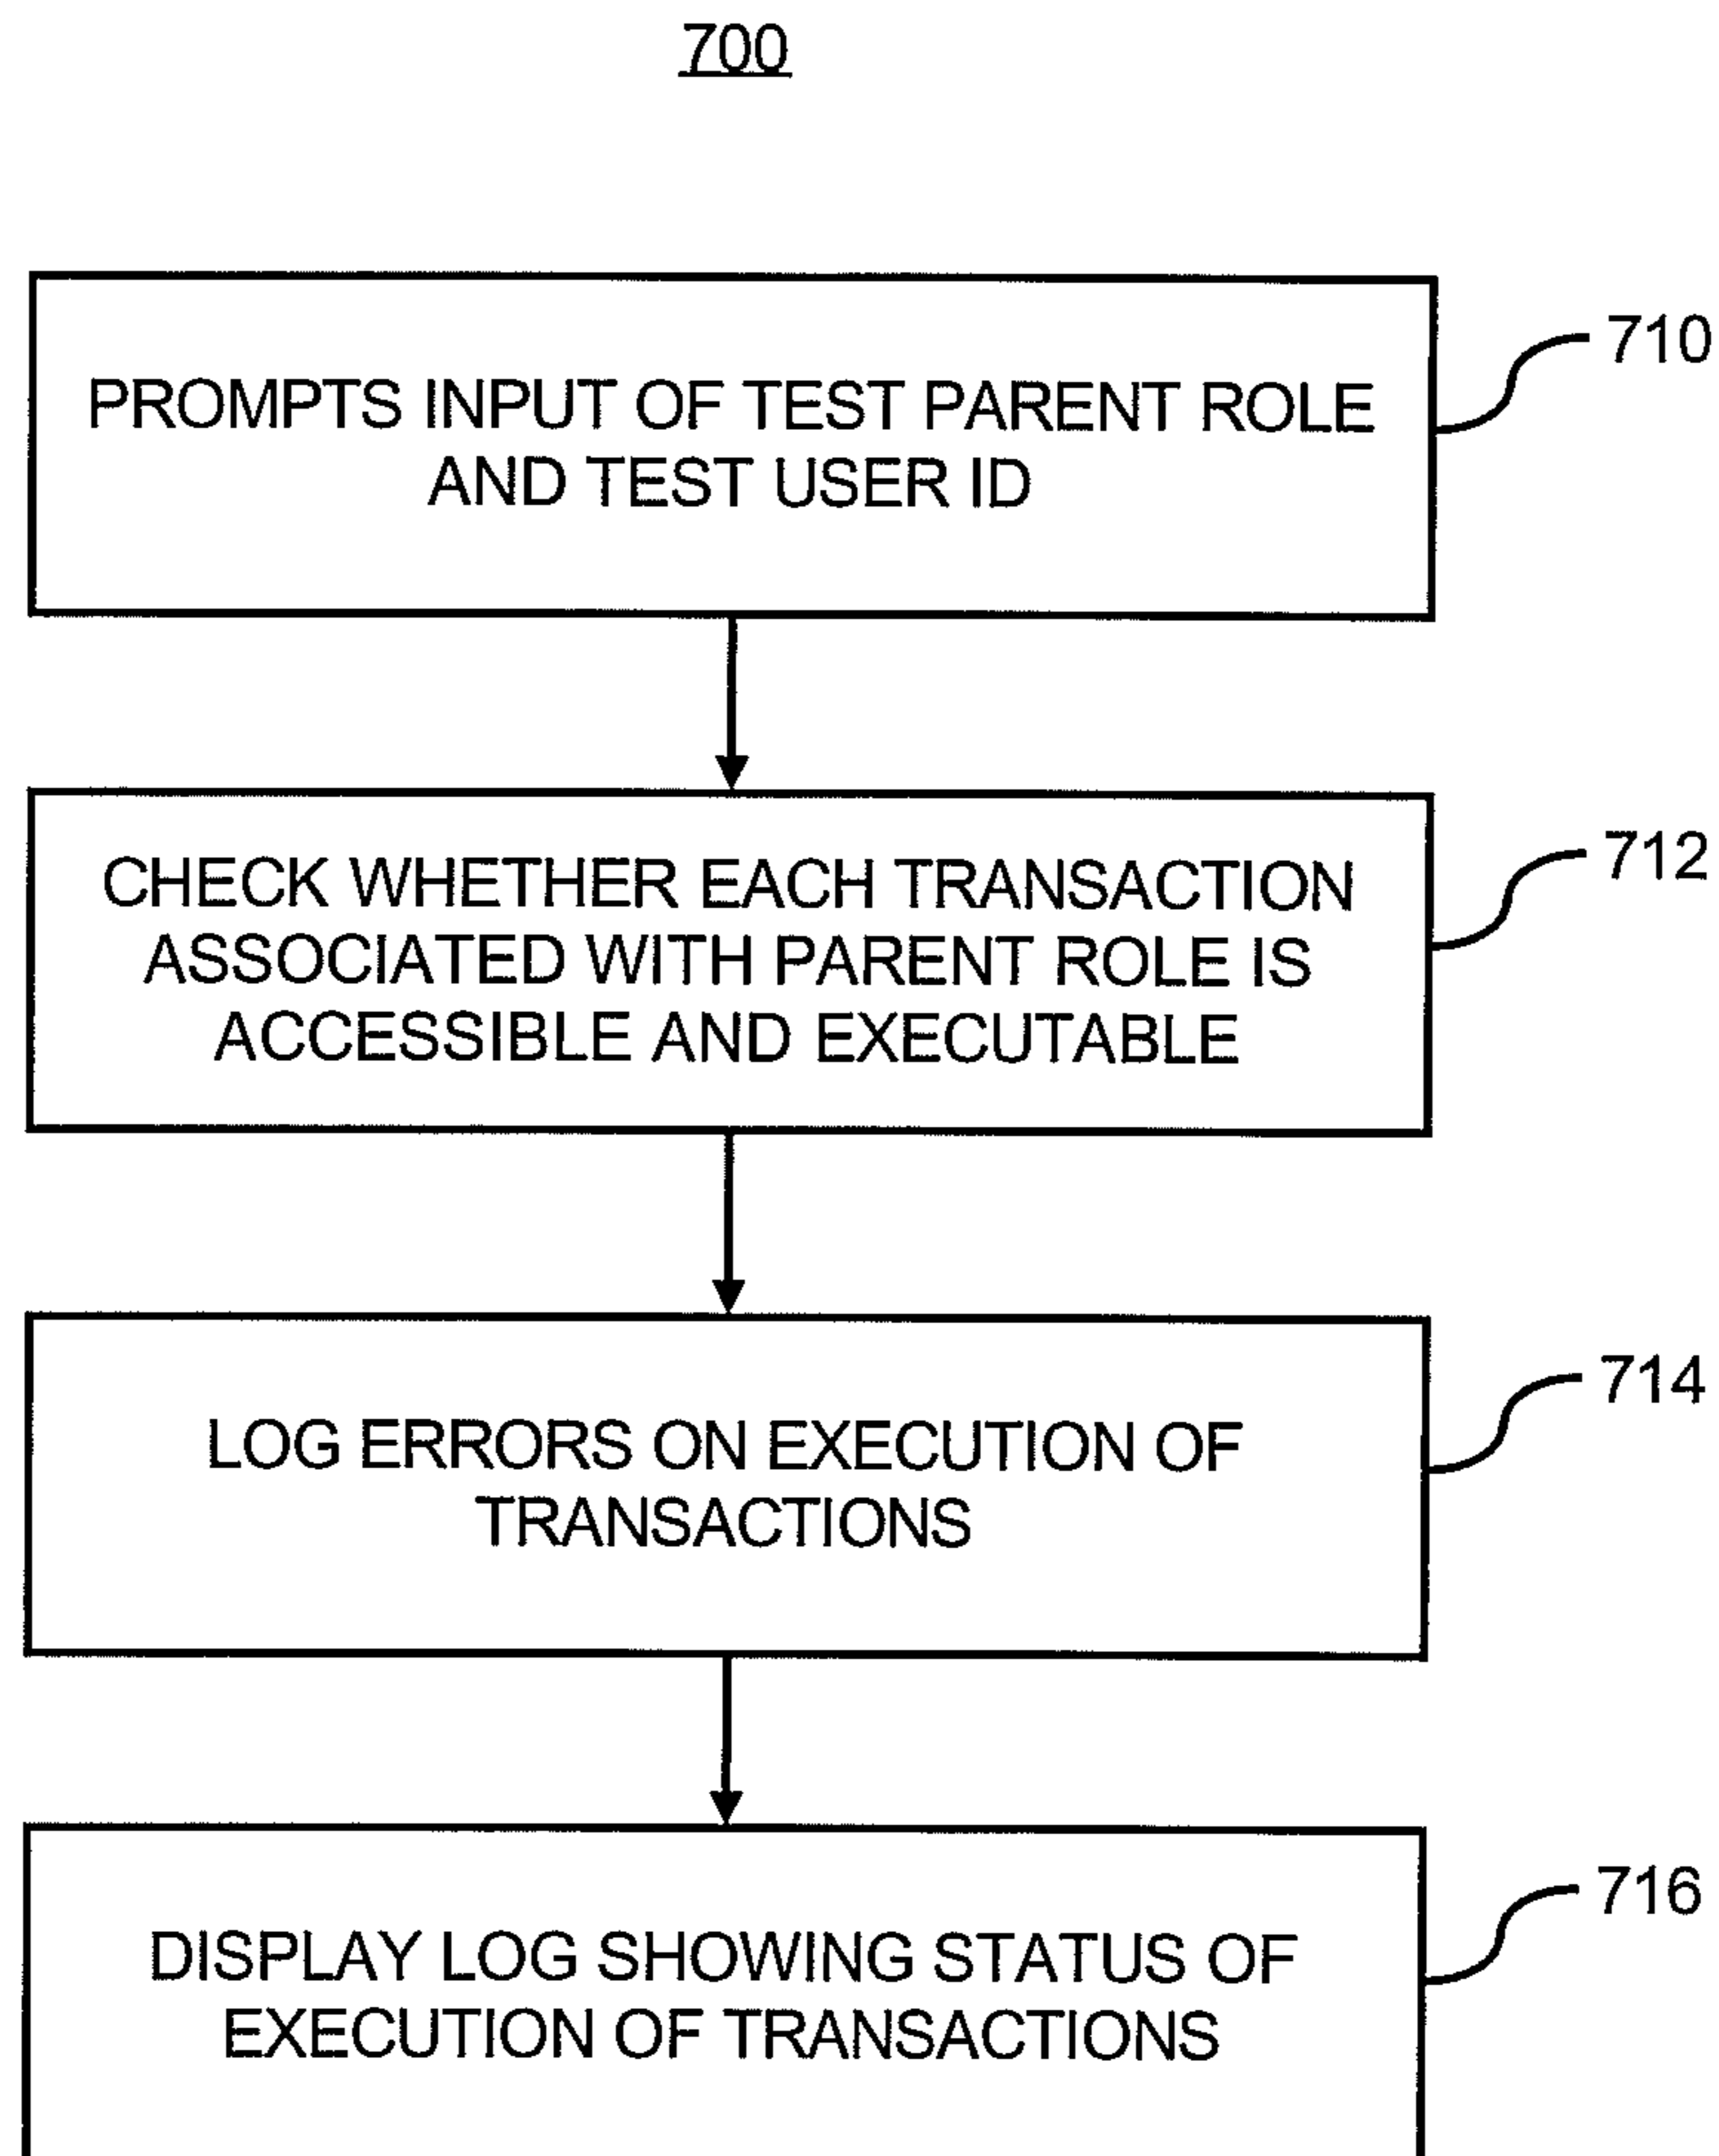 700
PROMPTS INPUT OF TEST PARENT ROLE
AND TEST USER ID
710
CHECK WHETHER EACH TRANSACTION
ASSOCIATED WITH PARENT ROLE IS
ACCESSIBLE AND EXECUTABLE
712
LOG ERRORS ON EXECUTION OF
TRANSACTIONS
714
DISPLAY LOG SHOWING STATUS OF
EXECUTION OF TRANSACTIONS
716